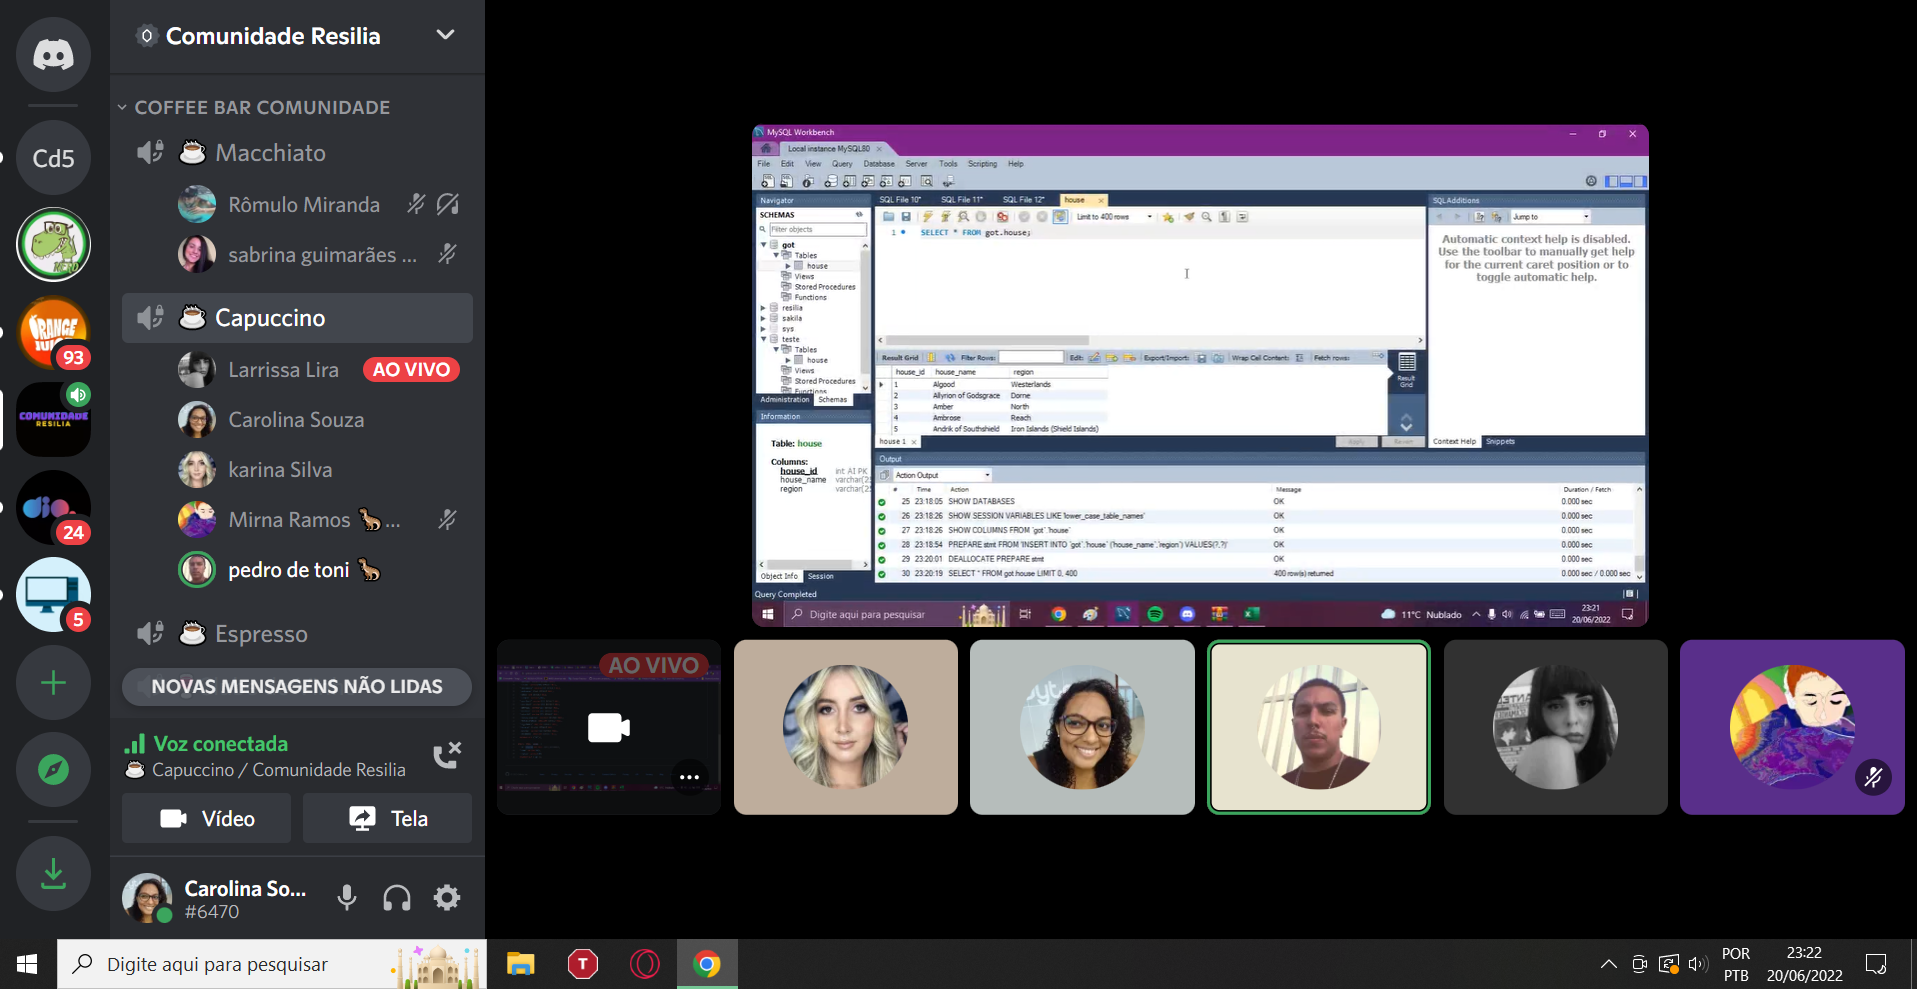 Comunidade Resilia
COFFEE BAR COMUNIDADE
Macchiato
Rômulo Miranda
sabrina guimarães ...
Capuccino
Larrissa Lira AO VIVO
Carolina Souza
karina Silva
Mirna Ramos ...
pedro de toni
Espresso
NOVAS MENSAGENS NÃO LIDAS
Voz conectada
Capuccino / Comunidade Resilia
Vídeo Tela
Carolina So...
#6470
Cd5
NERD
ORANGE
93
COMUNIDADE
RESILIA
24
5
MySQL Workbench
Local instance MySQL80
File Edit View Query Database Server Tools Scripting Help
Navigator
SCHEMAS
Filter objects
got
Tables
house
Views
Stored Procedures
Functions
resilia
sakila
sys
teste
Tables
house
Views
Stored Procedures
Functions
Administration Schemas
Information
Table: house
Columns:
house_id int AI PK
house_name varchar(25
region varchar(25
Object Info Session
Query Completed
SQL File 10* SQL File 11* SQL File 12* house
Limit to 400 rows
1 SELECT * FROM got.house;
Result Grid Filter Rows: Edit: Export/Import: Wrap Cell Content: Fetch rows:
house_id house_name region
1 Algood Westerlands
2 Allyrion of Godsgrace Dorne
3 Amber North
4 Ambrose Reach
5 Andrik of Southshield Iron Islands (Shield Islands)
Result
Grid
house 1 Apply Revert
SQLAdditions
Jump to
Automatic context help is disabled.
Use the toolbar to manually get help
for the current caret position or to
toggle automatic help.
Context Help Snippets
Output
Action Output
# Time Action Message Duration / Fetch
25 23:18:05 SHOW DATABASES OK 0.000 sec
26 23:18:26 SHOW SESSION VARIABLES LIKE 'lower_case_table_names' OK 0.000 sec
27 23:18:26 SHOW COLUMNS FROM `got`.`house` OK 0.000 sec
28 23:18:54 PREPARE stmt FROM 'INSERT INTO `got`.`house` (`house_name`,`region`) VALUES(?,?)' OK 0.000 sec
29 23:20:01 DEALLOCATE PREPARE stmt OK 0.000 sec
30 23:20:19 SELECT * FROM got.house LIMIT 0, 400 400 row(s) returned 0.000 sec / 0.000 sec
Digite aqui para pesquisar
11°C Nublado
23:21
20/06/2022
AO VIVO
Digite aqui para pesquisar
POR
PTB
23:22
20/06/2022